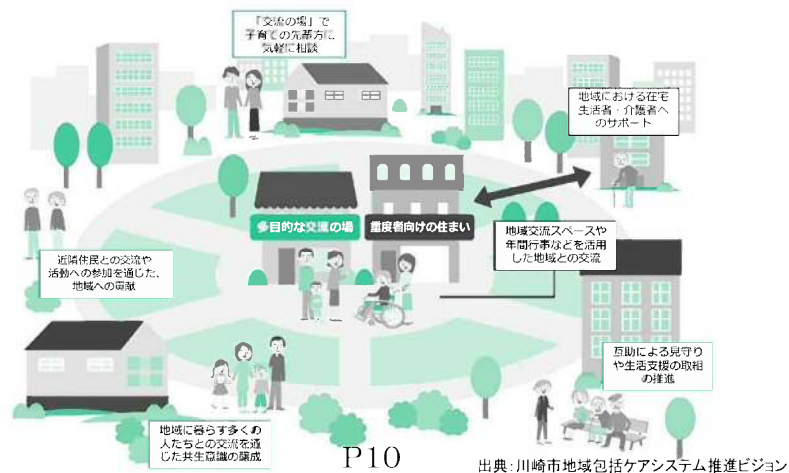 「交流の場」で
子育ての先輩方に
気軽に相談
地域における在宅
生活者・介護者へ
のサポート
多目的な交流の場
重度者向けの住まい
地域交流スペースや
年間行事などを活用
した地域との交流
近隣住民との交流や
活動への参加を通じた、
地域への貢献
互助による見守り
や生活支援の取組
の推進
地域に暮らす多くの
人たちとの交流を通
じた共生意識の醸成
P10
出典:川崎市地域包括ケアシステム推進ビジョン